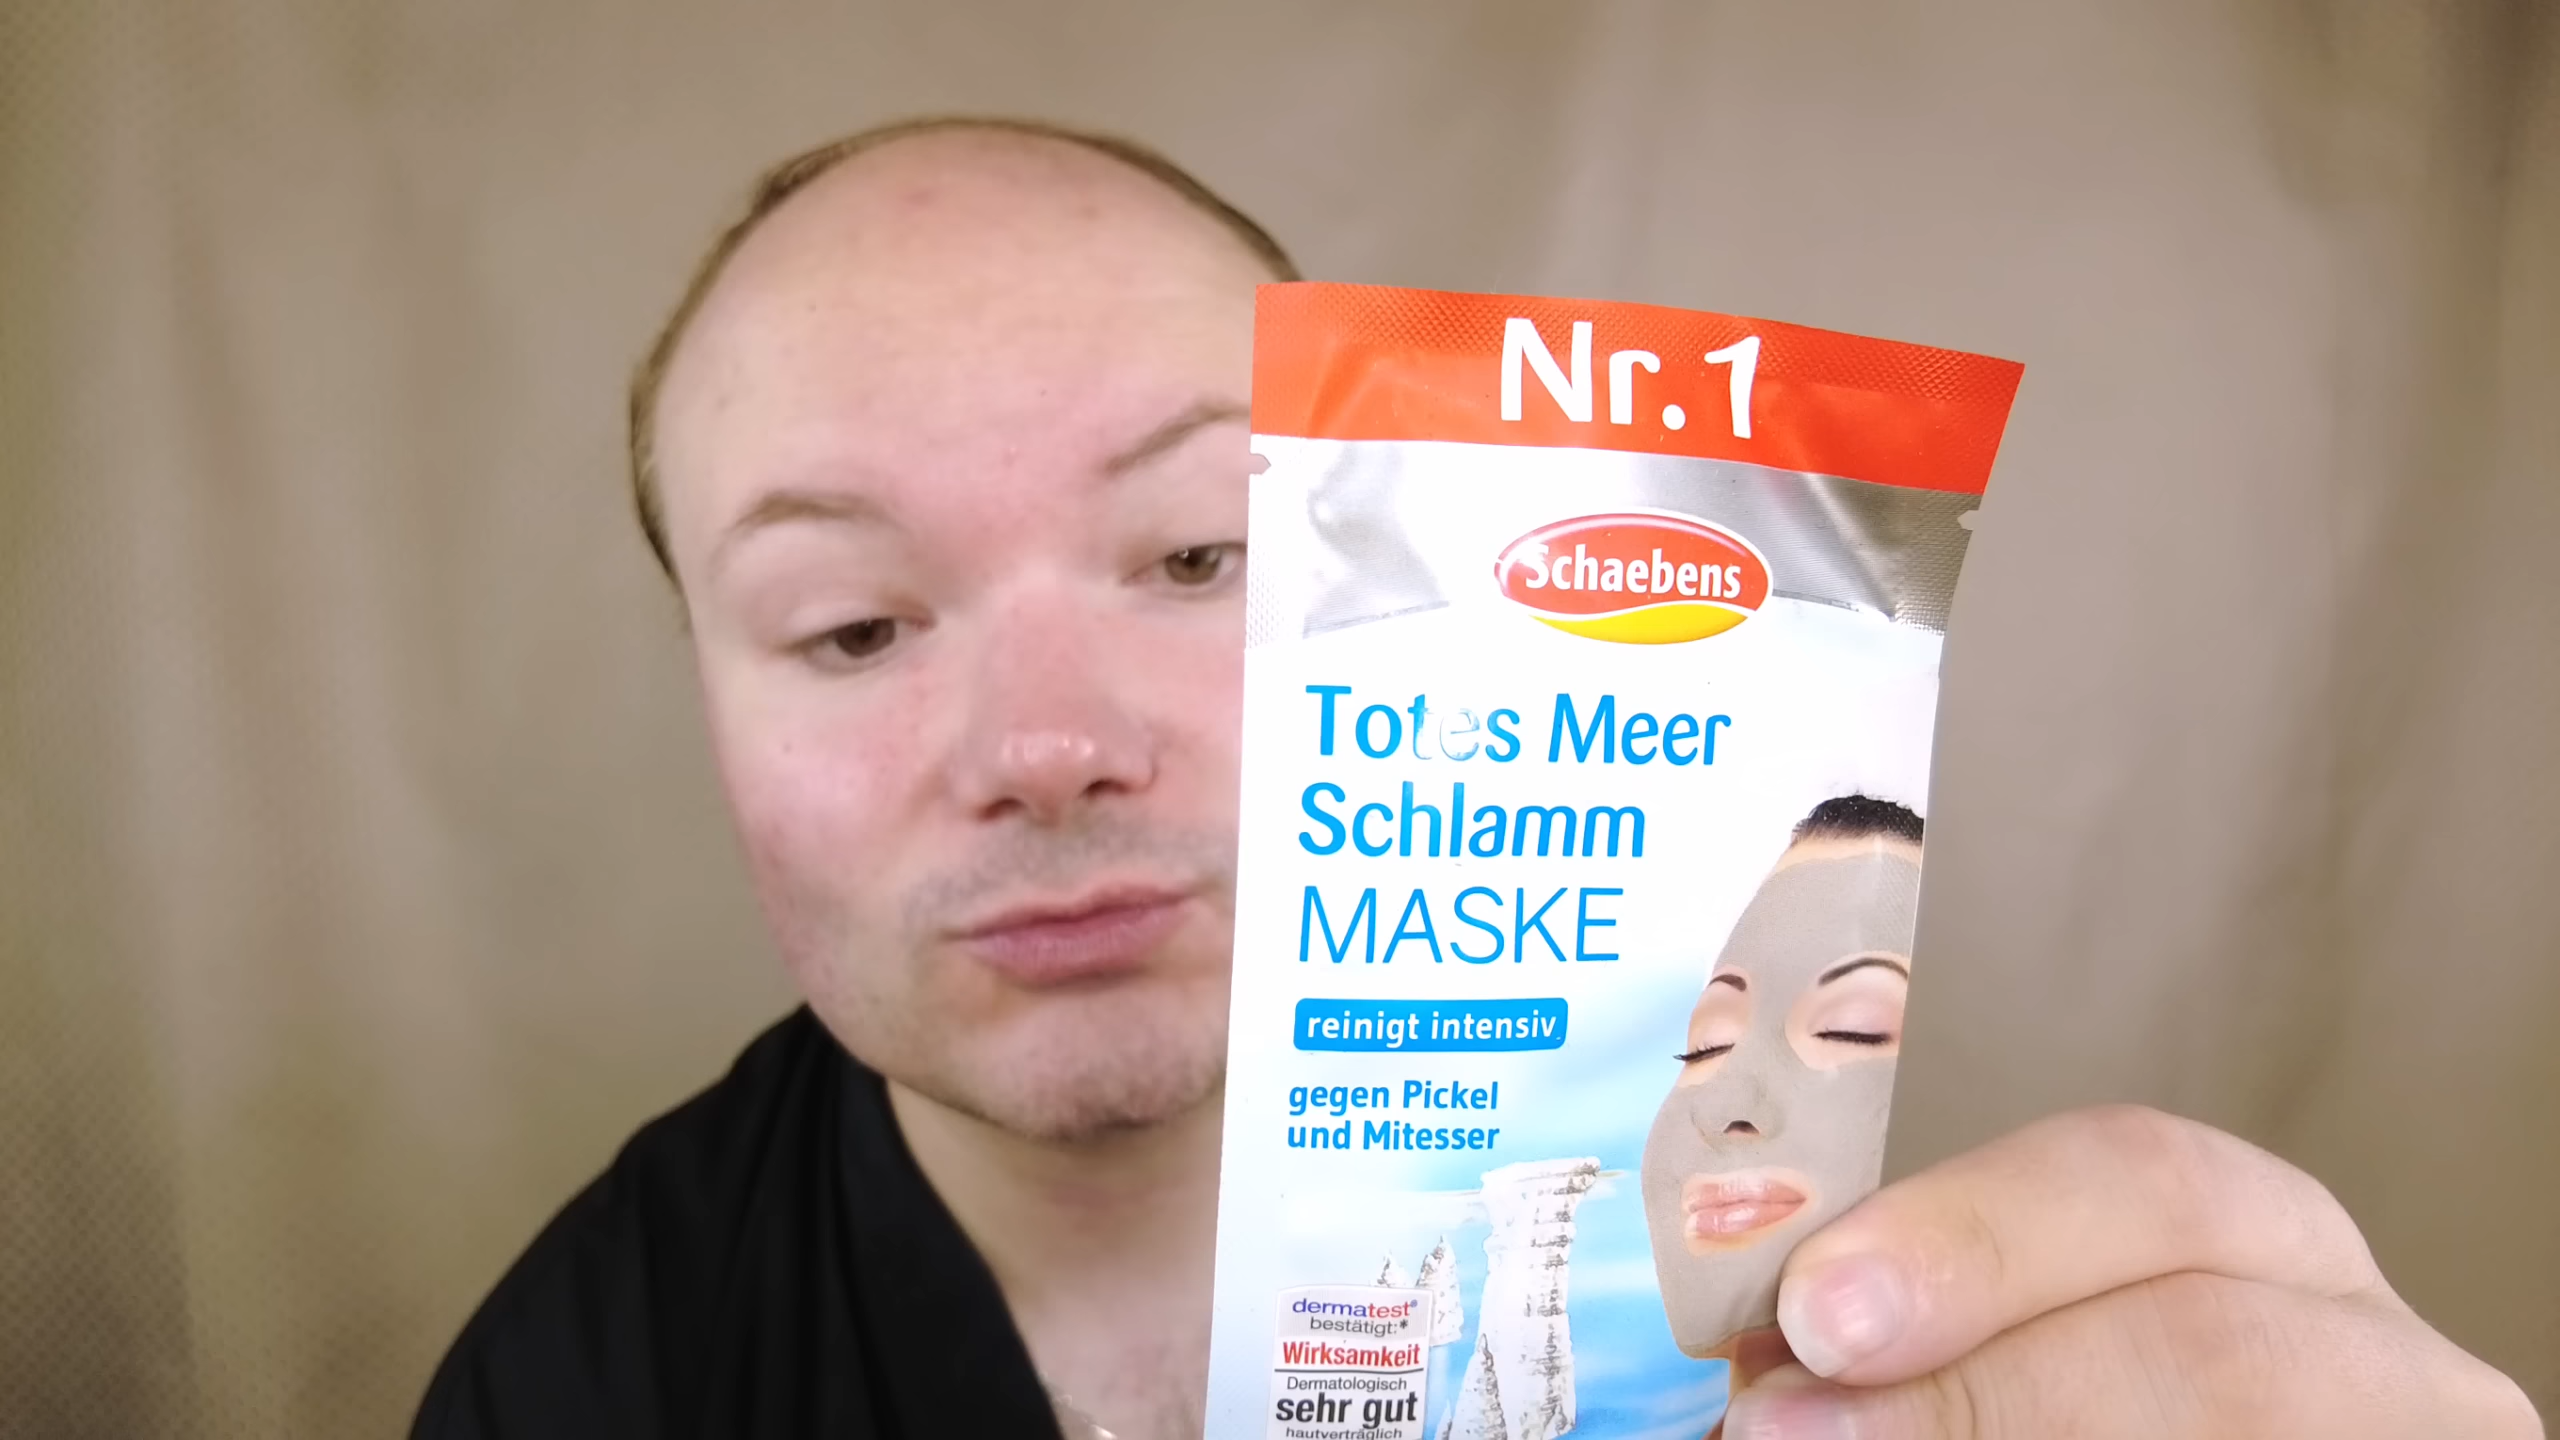 Nr.1
Schaebens
Totes Meer
Schlamm
MASKE
reinigt intensiv
gegen Pickel
und Mitesser
dermatest®
bestätigt:*
Wirksamkeit
Dermatologisch
sehr gut
hautverträglich